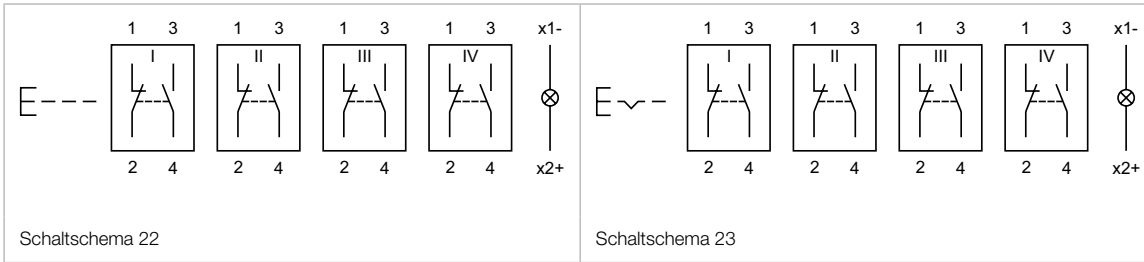 1 3 1 3 1 3 1 3 x1-
I II III IV
2 4 2 4 2 4 2 4 x2+
Schaltschema 22
1 3 1 3 1 3 1 3 x1-
I II III IV
2 4 2 4 2 4 2 4 x2+
Schaltschema 23